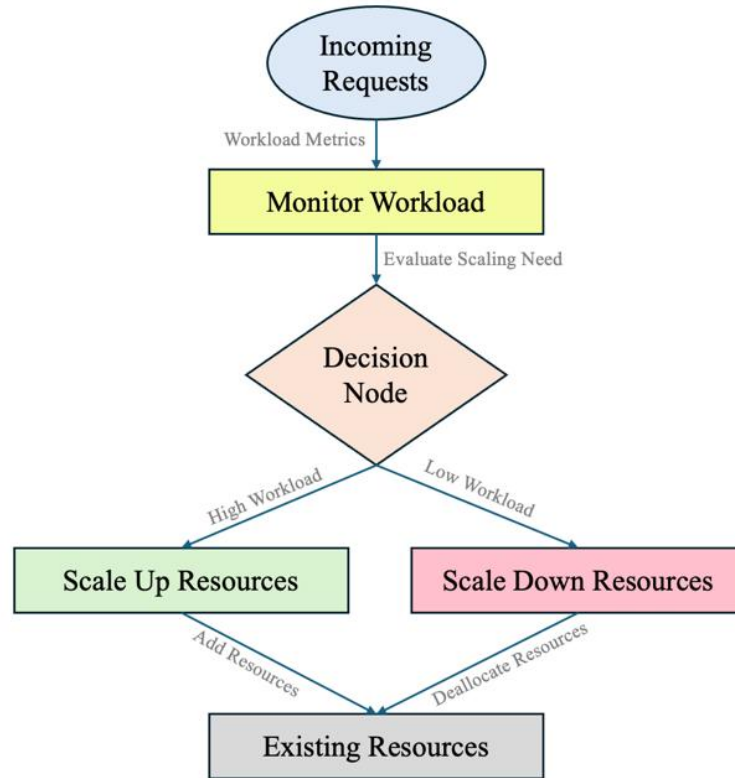 Incoming
Requests
Workload Metrics
Monitor Workload
Evaluate Scaling Need
Decision
Node
High Workload
Low Workload
Scale Up Resources
Scale Down Resources
Add Resources
Deallocate Resources
Existing Resources